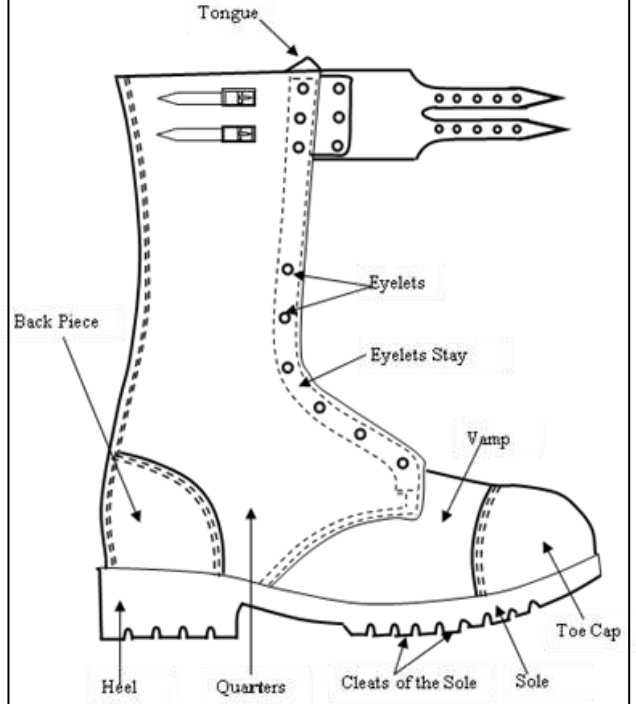 Tongue
Eyelets
Back Piece
Eyelets Stay
Vamp
Toe Cap
Heel
Quarters
Cleats of the Sole
Sole